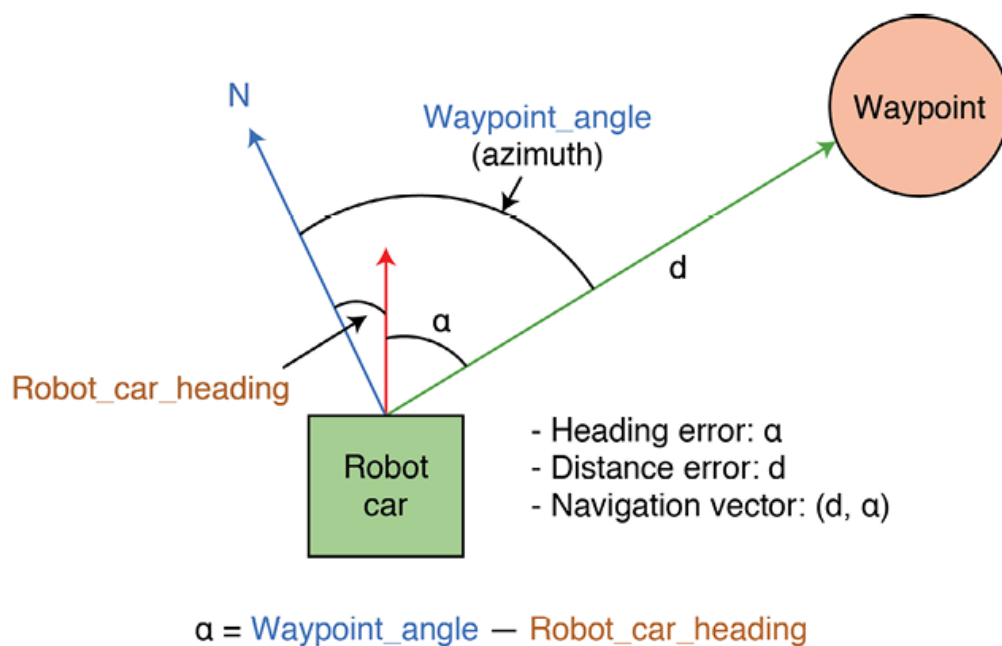 N
Waypoint_angle
(azimuth)
Waypoint
d
α
Robot_car_heading
Robot
car
- Heading error: α
- Distance error: d
- Navigation vector: (d, α)
α = Waypoint_angle — Robot_car_heading